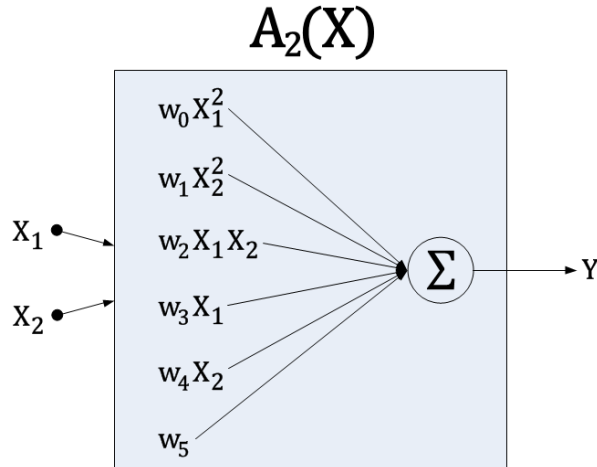 A₂(X)
w₀X₁²
w₁X₂²
X₁
w₂X₁X₂
Σ
Y
X₂
w₃X₁
w₄X₂
w₅